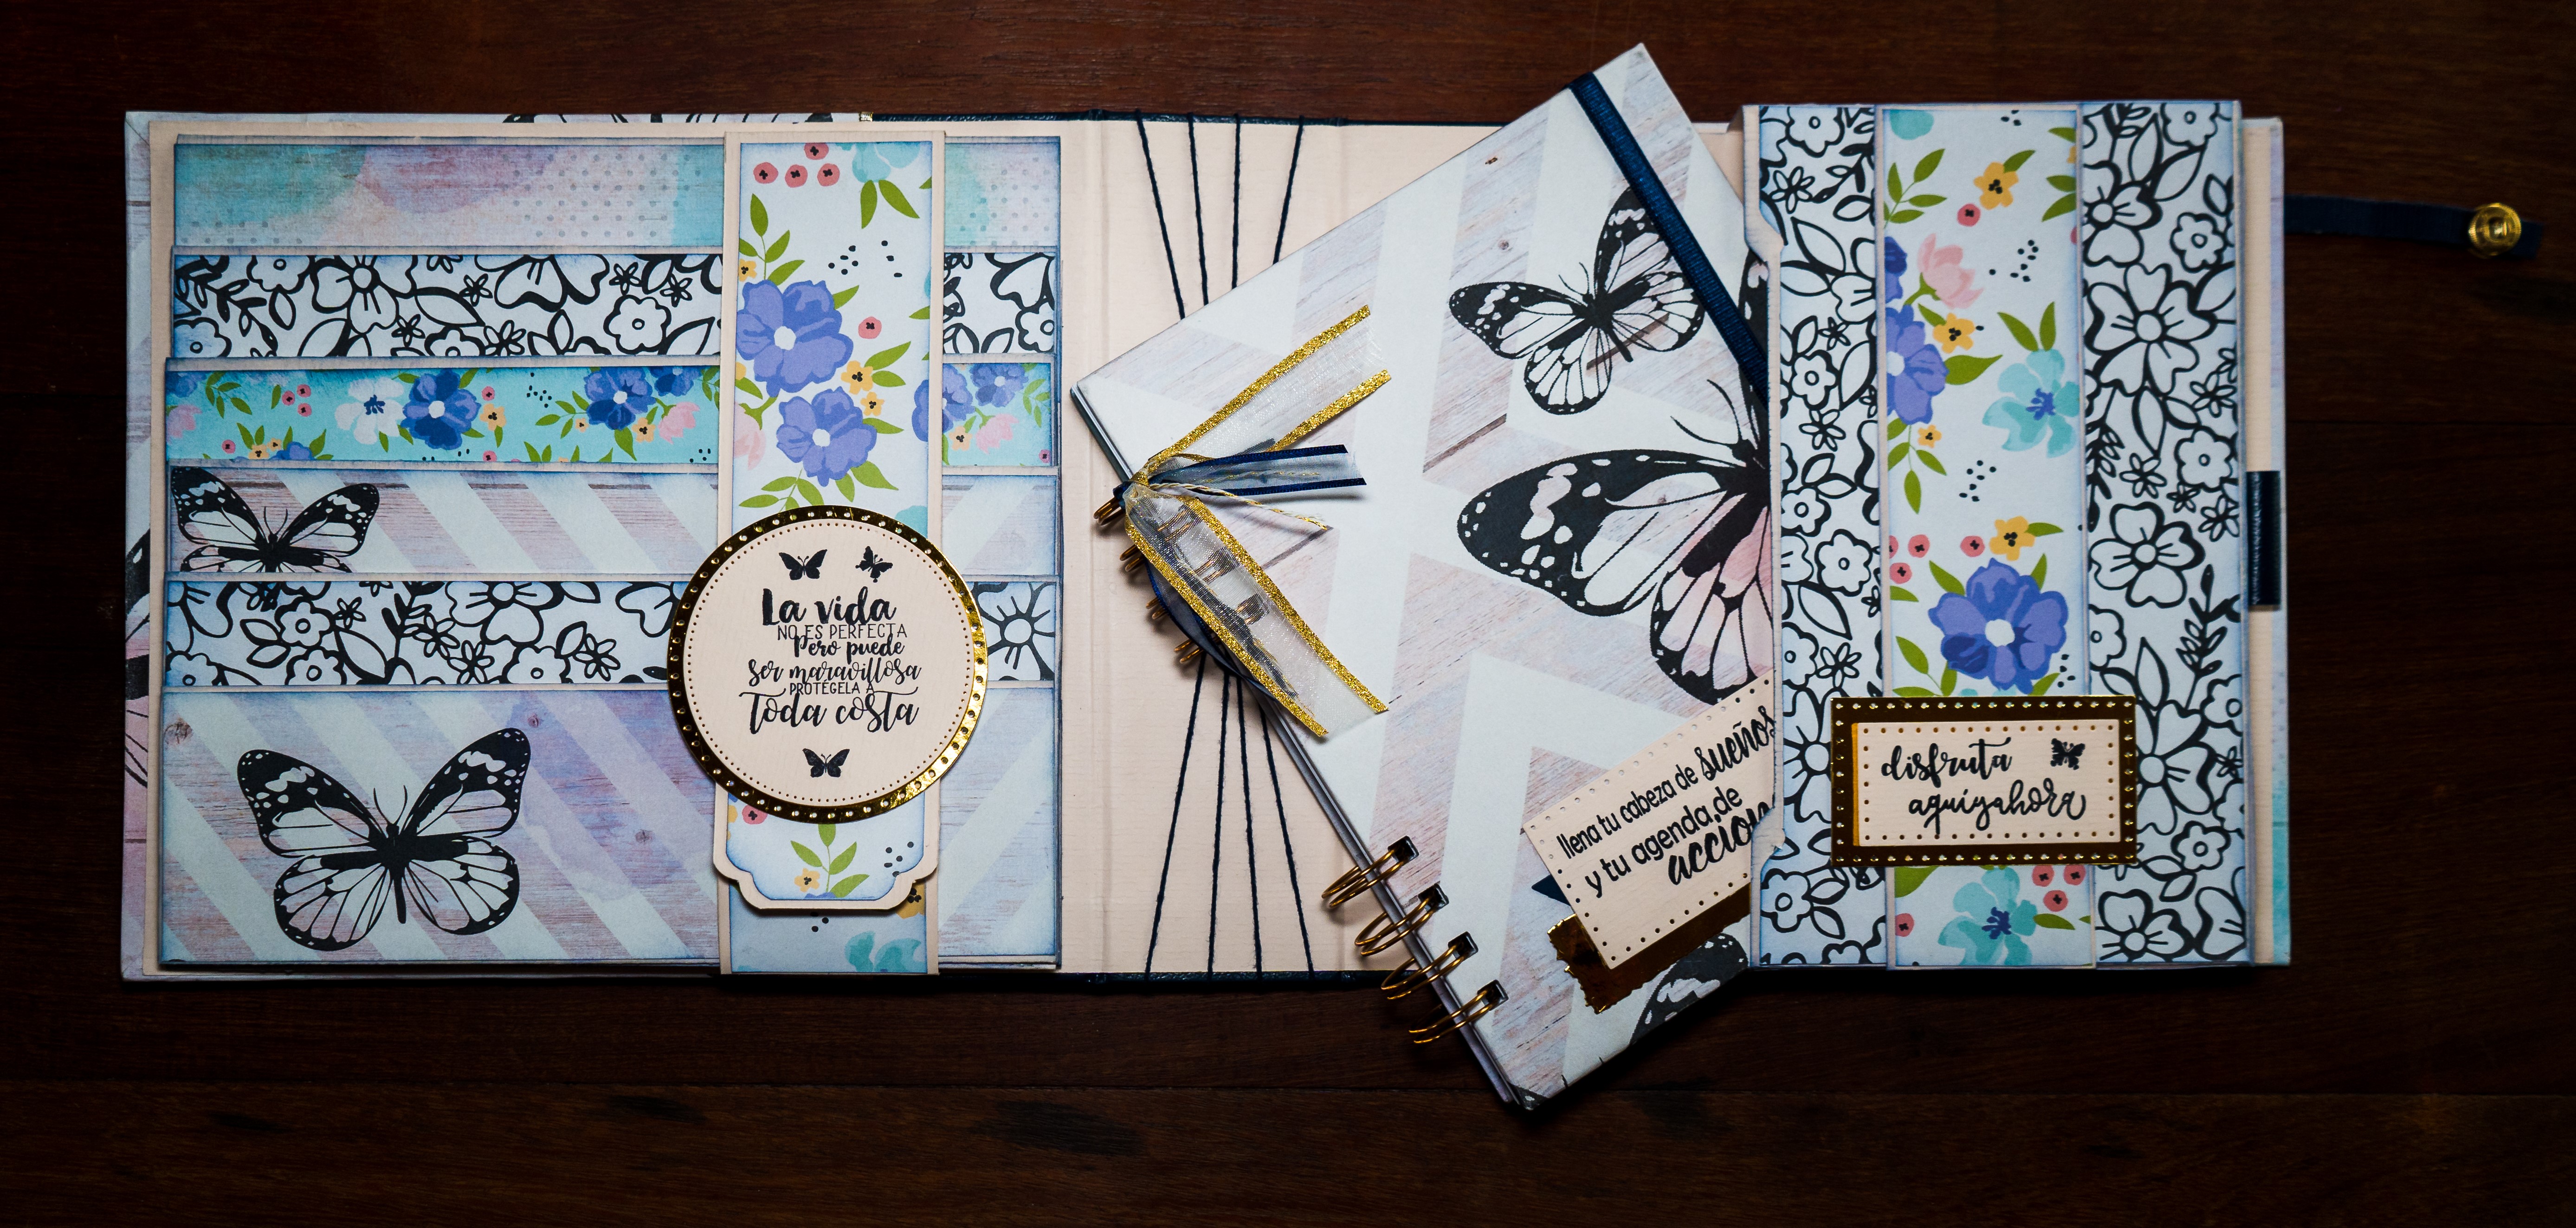 La vida
NO ES PERFECTA
Pero puede
ser maravillosa
PROTÉGELA A
Toda costa
llena tu cabeza de sueños
y tu agenda,de
acción
disfruta
aquíyahora